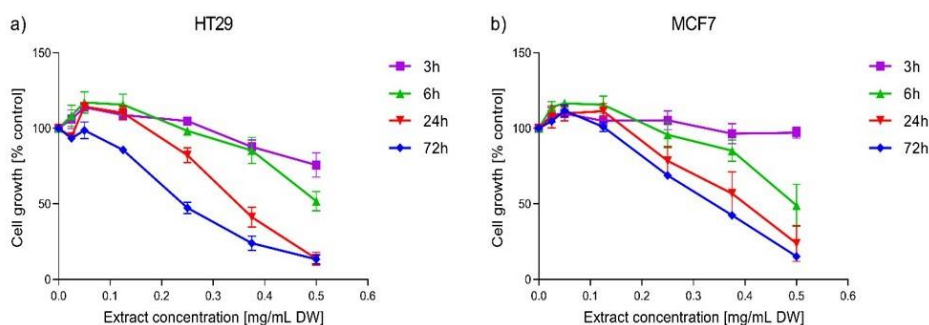 a)
HT29
Cell growth [% control]
150
100
50
0
0.0 0.1 0.2 0.3 0.4 0.5 0.6
Extract concentration [mg/mL DW]
3h
6h
24h
72h
b)
MCF7
Cell growth [% control]
150
100
50
0
0.0 0.1 0.2 0.3 0.4 0.5 0.6
Extract concentration [mg/mL DW]
3h
6h
24h
72h